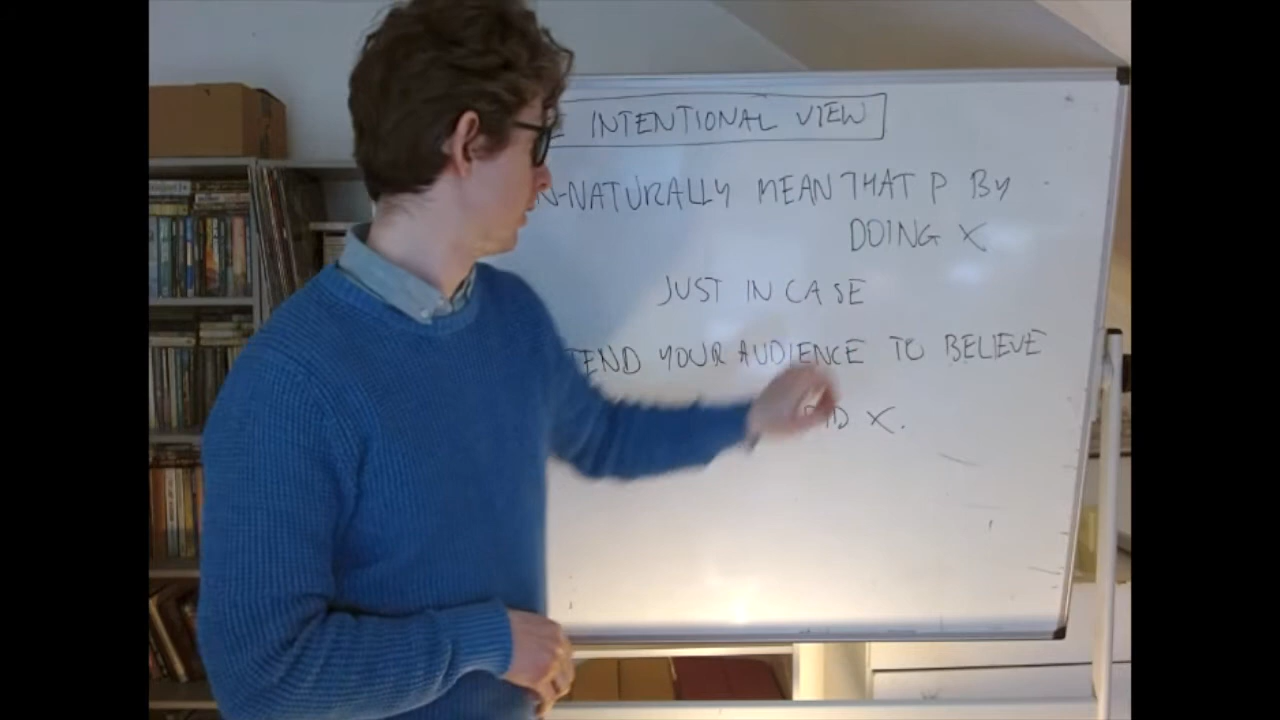 INTENTIONAL VIEW
N-NATURALLY MEAN THAT P BY
DOING X
JUST IN CASE
TEND YOUR AUDIENCE TO BELIEVE
X.